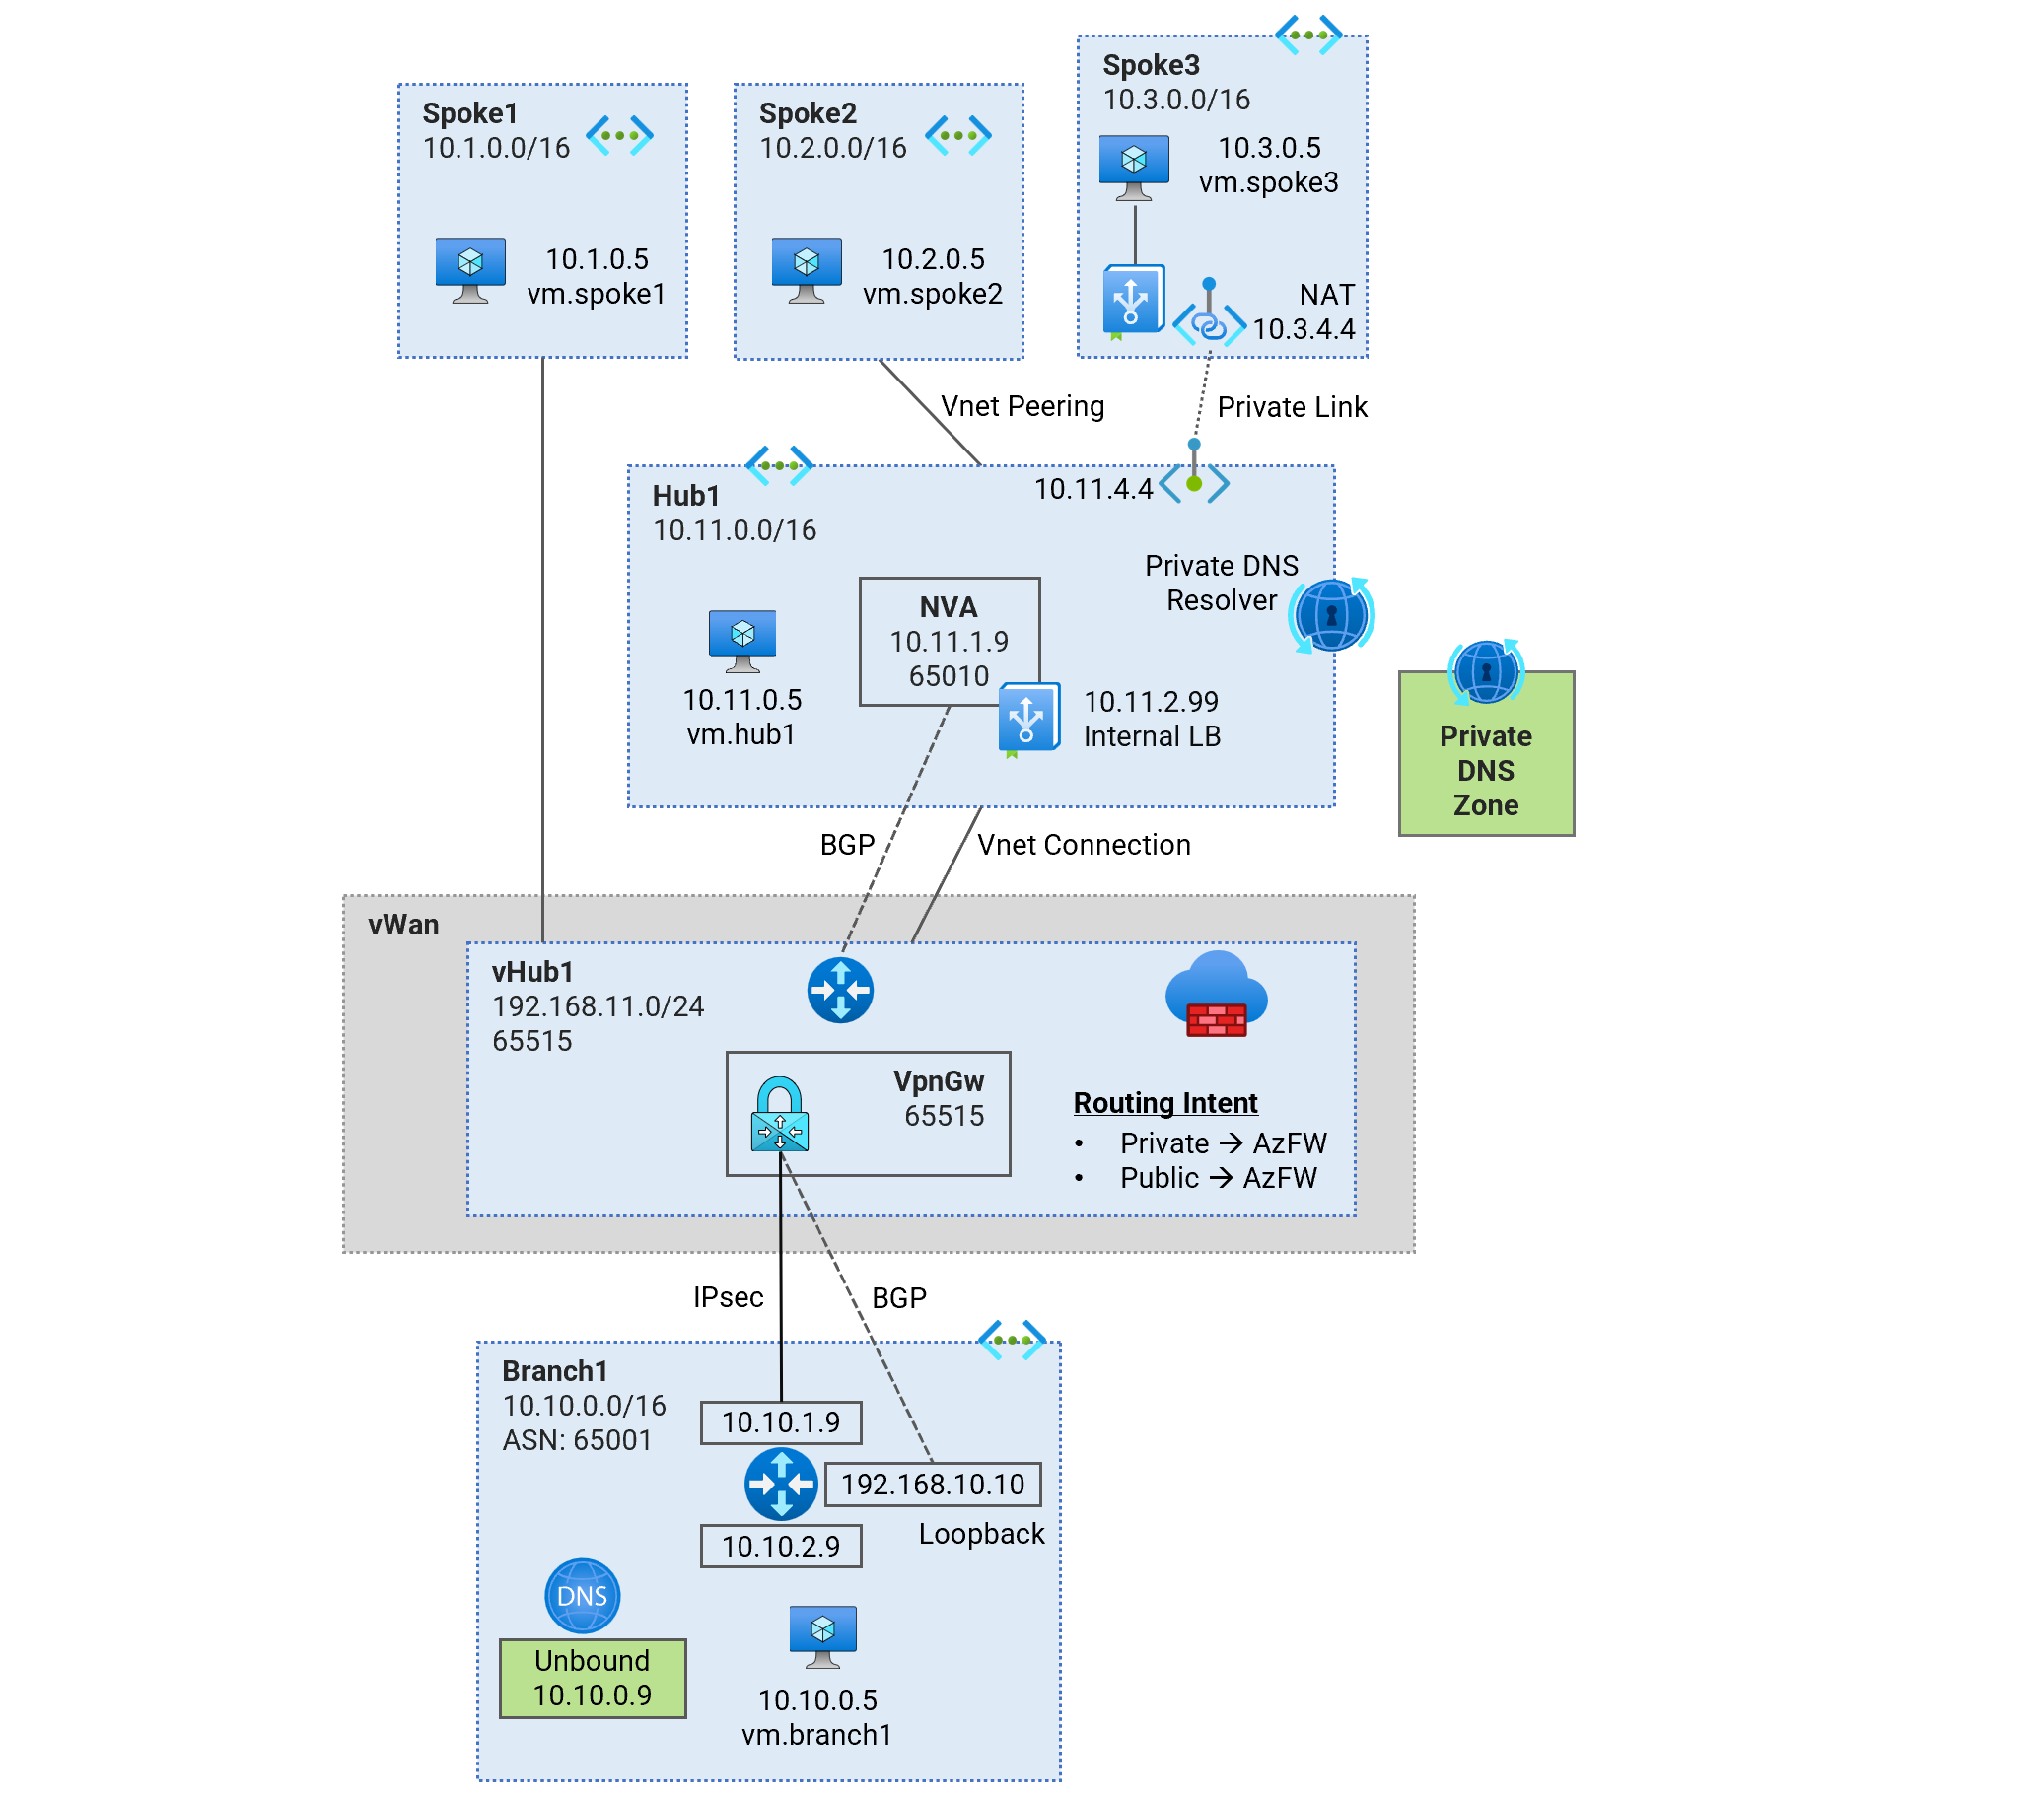 Spoke1
10.1.0.0/16
10.1.0.5
vm.spoke1
Spoke2
10.2.0.0/16
10.2.0.5
vm.spoke2
Spoke3
10.3.0.0/16
10.3.0.5
vm.spoke3
NAT
10.3.4.4
Vnet Peering
Private Link
Hub1
10.11.0.0/16
10.11.4.4
Private DNS
Resolver
NVA
10.11.1.9
65010
10.11.0.5
vm.hub1
10.11.2.99
Internal LB
Private
DNS
Zone
BGP
Vnet Connection
vWan
vHub1
192.168.11.0/24
65515
VpnGw
65515
Routing Intent
• Private → AzFW
• Public → AzFW
IPsec
BGP
Branch1
10.10.0.0/16
ASN: 65001
10.10.1.9
192.168.10.10
Loopback
10.10.2.9
DNS
Unbound
10.10.0.9
10.10.0.5
vm.branch1